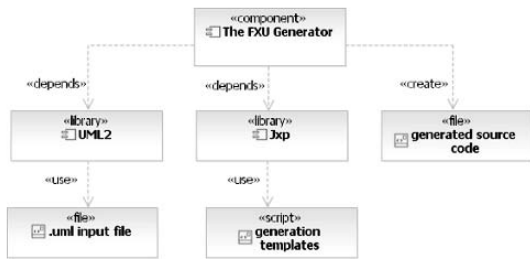 «component»
The FXU Generator
«depends»
«depends»
«create»
«library»
UML2
«library»
Jxp
«file»
generated source
code
«use»
«use»
«file»
.uml input file
«script»
generation
templates